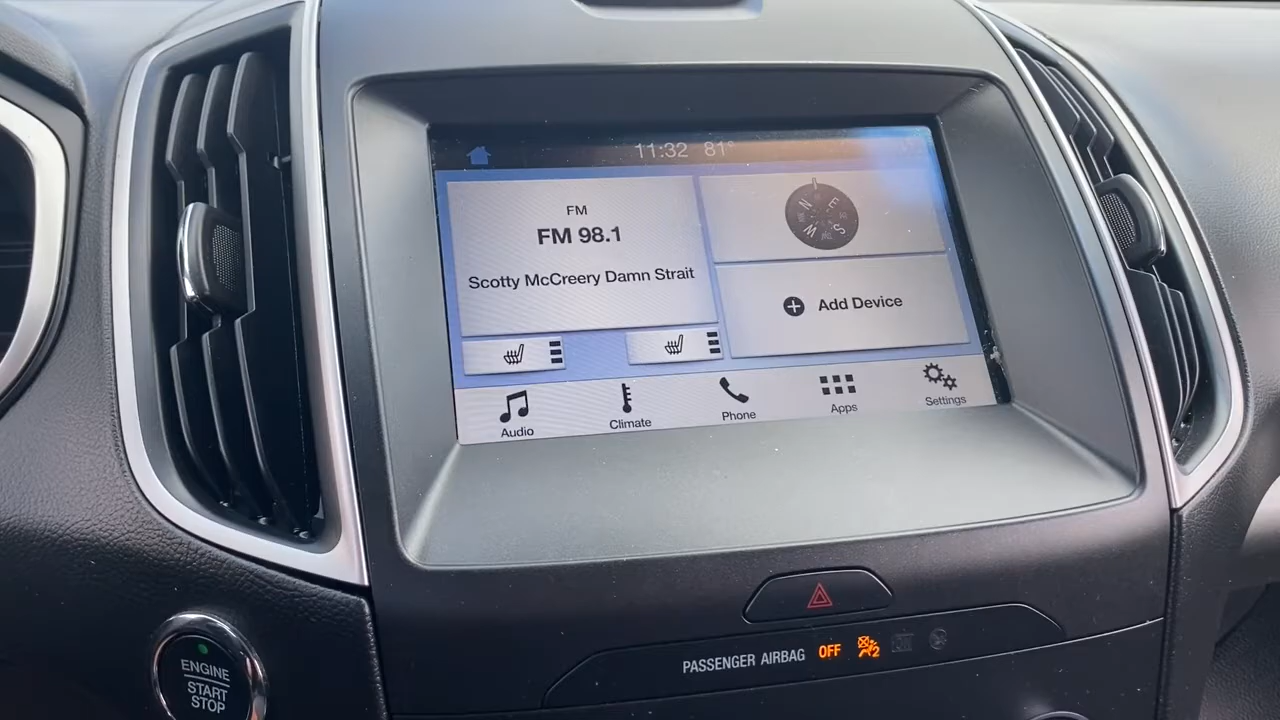 11:32 81°
FM
FM 98.1
Scotty McCreery Damn Strait
N
E
S
W
Add Device
Audio
Climate
Phone
Apps
Settings
PASSENGER AIRBAG OFF 2
ENGINE
START
STOP